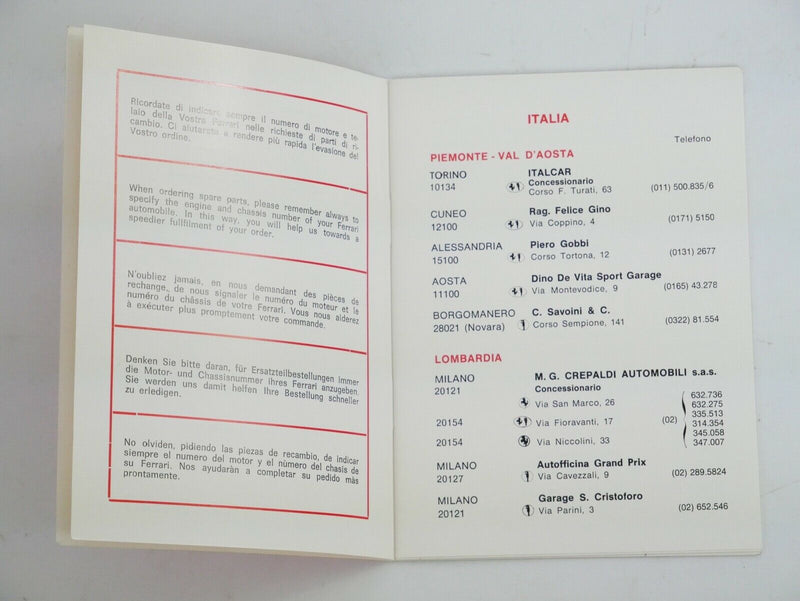 Ricordate di indicare sempre il numero di motore e te-
laio della Vostra Ferrari nelle richieste di parti di ri-
cambio. Ci aiutarete a rendere più rapida l'evasione del
Vostro ordine.
When ordering spare parts, please remember always to
specify the engine and chassis number of your Ferrari
automobile. In this way, you will help us towards a
speedier fullfilment of your order.
N'oubliez jamais, en nous demandant des pièces de
rechange, de nous signaler le numéro du moteur et le
numéro du châssis de votre Ferrari. Vous nous alderez
à exécuter plus promptement votre commande.
Denken Sie bitte daran, für Ersatzteilbestellungen immer
die Motor- und Chassisnummer ihres Ferrari anzugeben.
Sie werden uns damit helfen Ihre Bestellung schneller
zu erledigen.
No olviden, pidiendo las piezas de recambio, de indicar
siempre el numero del motor y el nùmero del chasis de
su Ferrari. Nos ayudaràn a completar su pedido màs
prontamente.
ITALIA
Telefono
PIEMONTE - VAL D'AOSTA
TORINO ITALCAR
Concessionario
10134 Corso F. Turati, 63 (011) 500.835/6
CUNEO Rag. Felice Gino
12100 Via Coppino, 4 (0171) 5150
ALESSANDRIA Piero Gobbi
15100 Corso Tortona, 12 (0131) 2677
AOSTA Dino De Vita Sport Garage
11100 Via Montevodice, 9 (0165) 43.278
BORGOMANERO C. Savoini & C.
28021 (Novara) Corso Sempione, 141 (0322) 81.554
LOMBARDIA
MILANO M. G. CREPALDI AUTOMOBILI s.a.s.
20121 Concessionario
Via San Marco, 26
20154 Via Fioravanti, 17
20154 Via Niccolini, 33
(02)
632.736
632.275
335.513
314.354
345.058
347.007
MILANO Autofficina Grand Prix
20127 Via Cavezzali, 9 (02) 289.5824
MILANO Garage S. Cristoforo
20121 Via Parini, 3 (02) 652.546